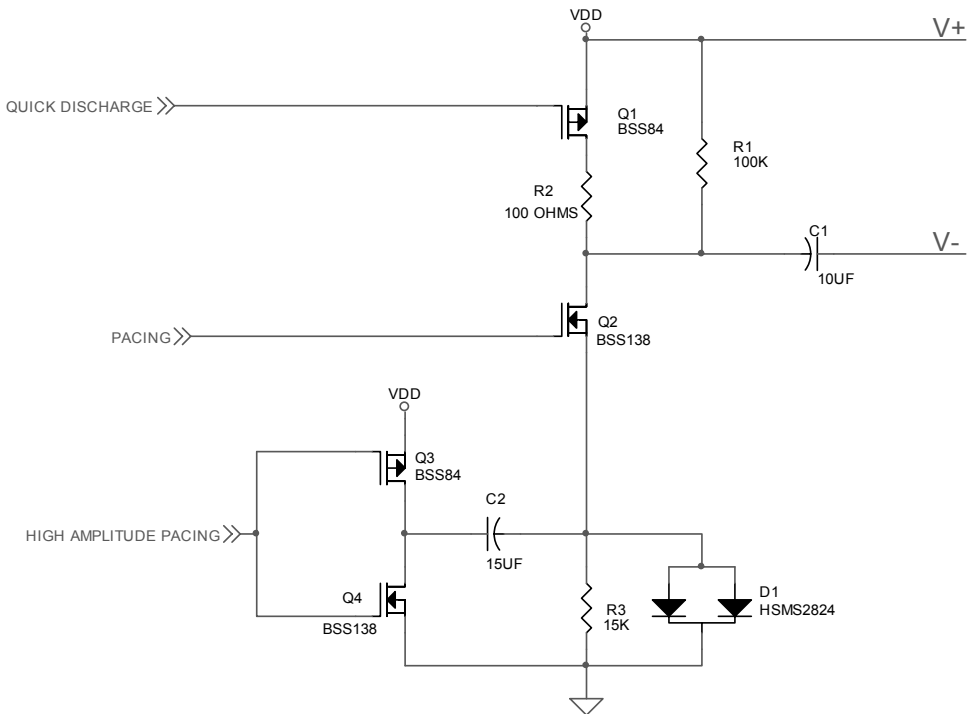 VDD
V+
QUICK DISCHARGE
Q1
BSS84
R1
100K
R2
100 OHMS
C1
V-
10UF
PACING
Q2
BSS138
VDD
Q3
BSS84
C2
HIGH AMPLITUDE PACING
15UF
Q4
BSS138
R3
15K
D1
HSMS2824